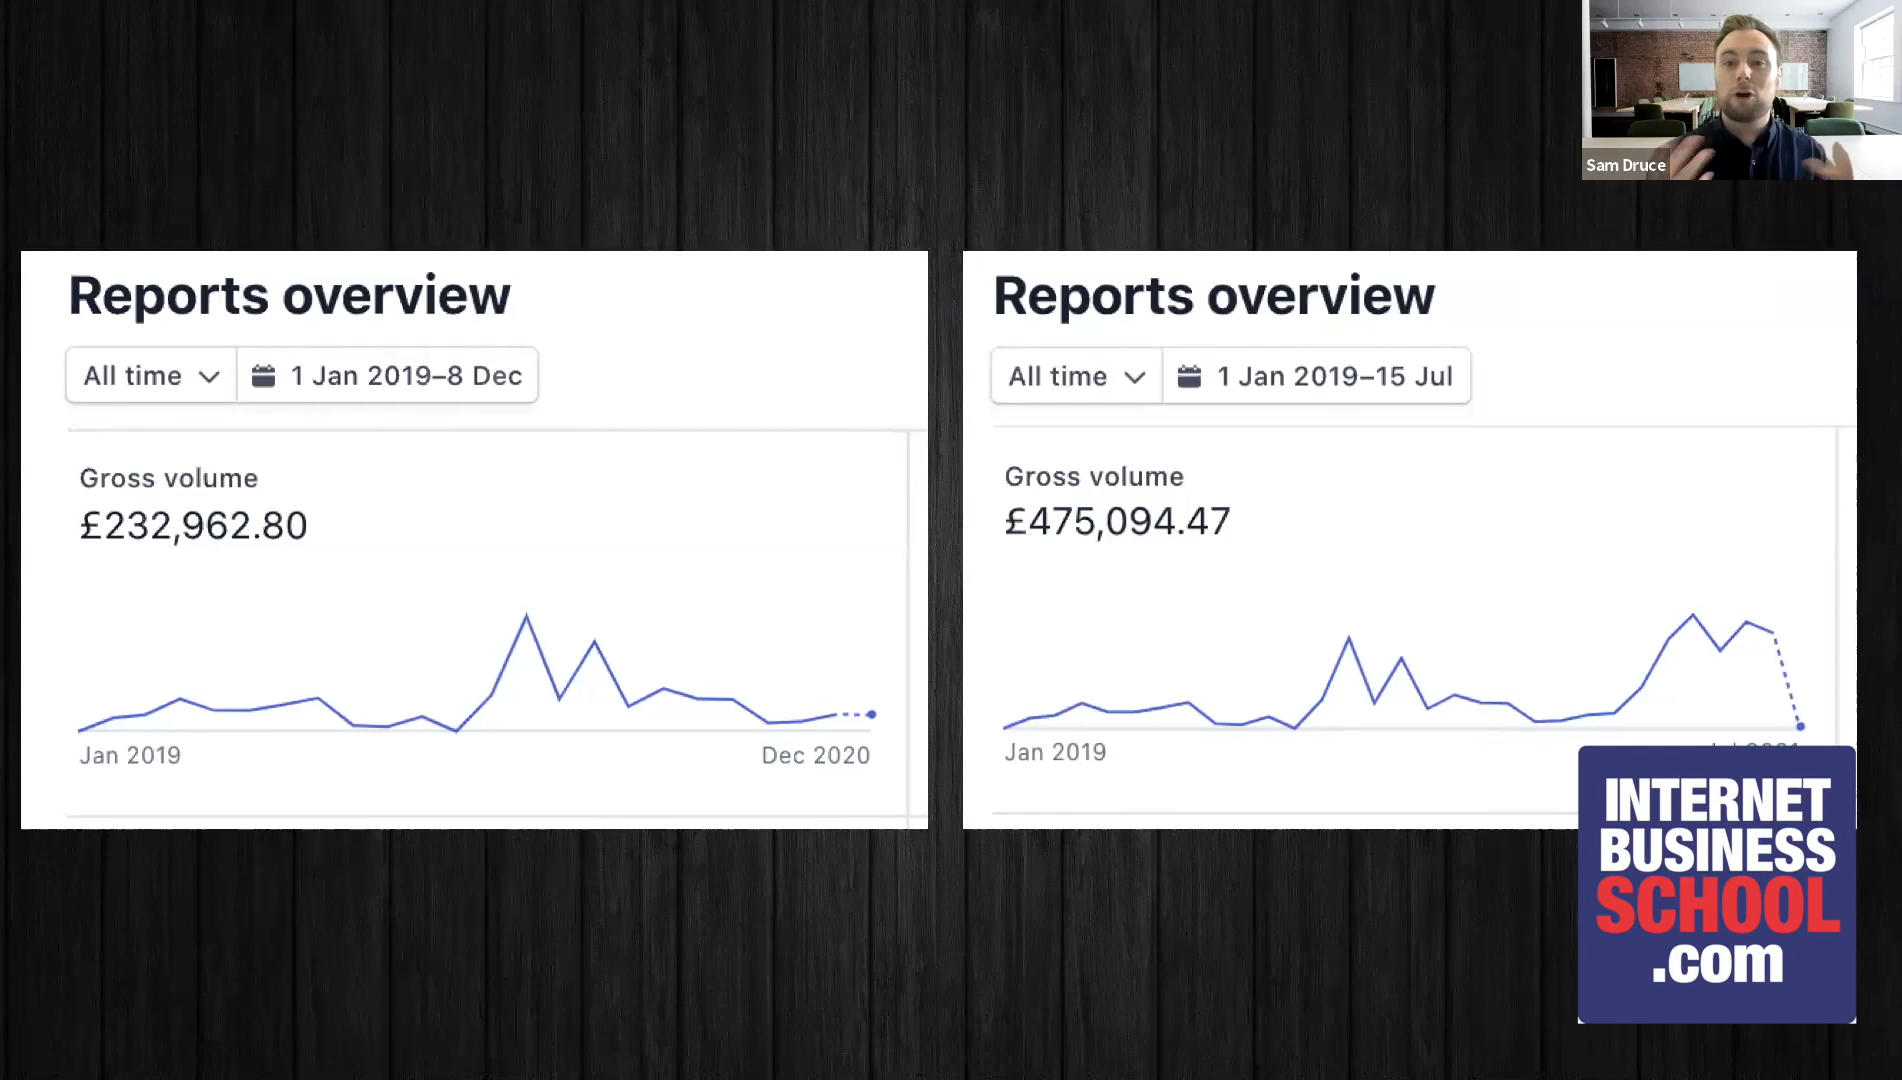 Sam Druce
Reports overview
All time
1 Jan 2019–8 Dec
Gross volume
£232,962.80
Jan 2019
Dec 2020
Reports overview
All time
1 Jan 2019–15 Jul
Gross volume
£475,094.47
Jan 2019
INTERNET
BUSINESS
SCHOOL
.com